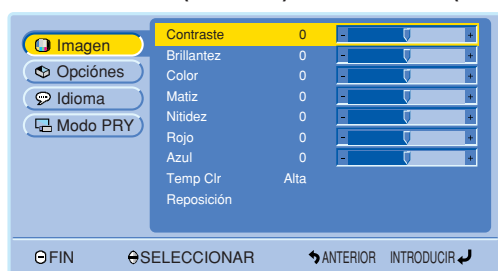 Imagen
Opciónes
Idioma
Modo PRY
Contraste 0 - +
Brillantez 0 - +
Color 0 - +
Matiz 0 - +
Nitidez 0 - +
Rojo 0 - +
Azul 0 - +
Temp Clr Alta
Reposición
FIN SELECCIONAR ANTERIOR INTRODUCIR